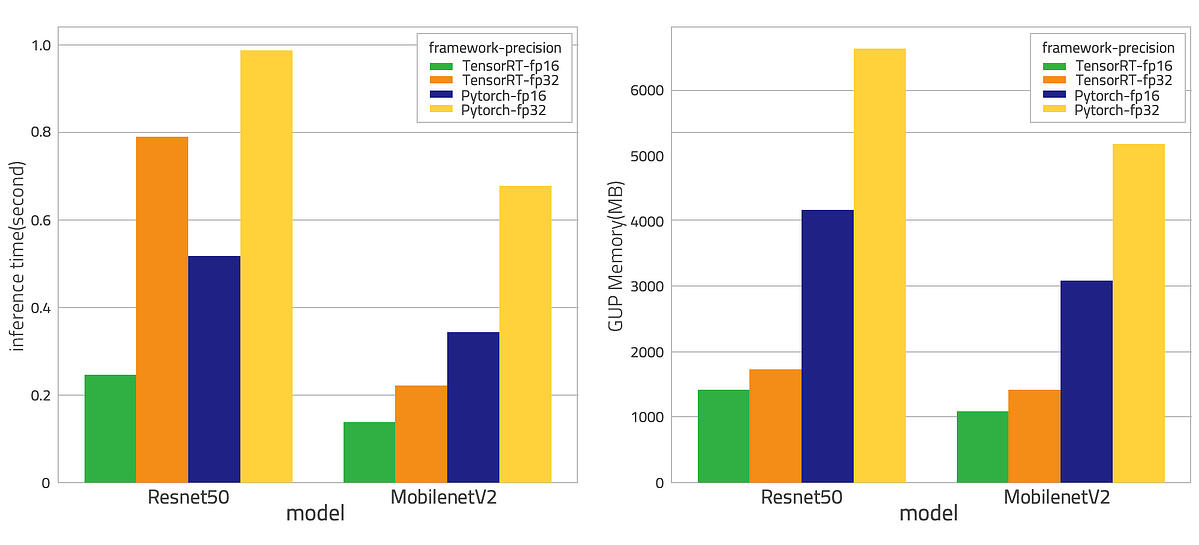 framework-precision
TensorRT-fp16
TensorRT-fp32
Pytorch-fp16
Pytorch-fp32
1.0
0.8
0.6
0.4
0.2
0
inference time(second)
Resnet50 MobilenetV2
model
framework-precision
TensorRT-fp16
TensorRT-fp32
Pytorch-fp16
Pytorch-fp32
6000
5000
4000
3000
2000
1000
0
GUP Memory(MB)
Resnet50 MobilenetV2
model